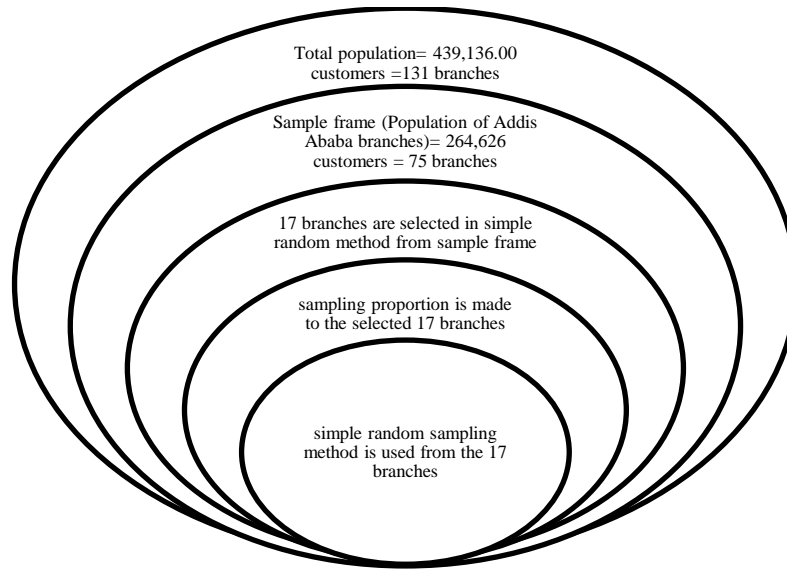 Total population= 439,136.00
customers =131 branches
Sample frame (Population of Addis
Ababa branches)= 264,626
customers = 75 branches
17 branches are selected in simple
random method from sample frame
sampling proportion is made
to the selected 17 branches
simple random sampling
method is used from the 17
branches